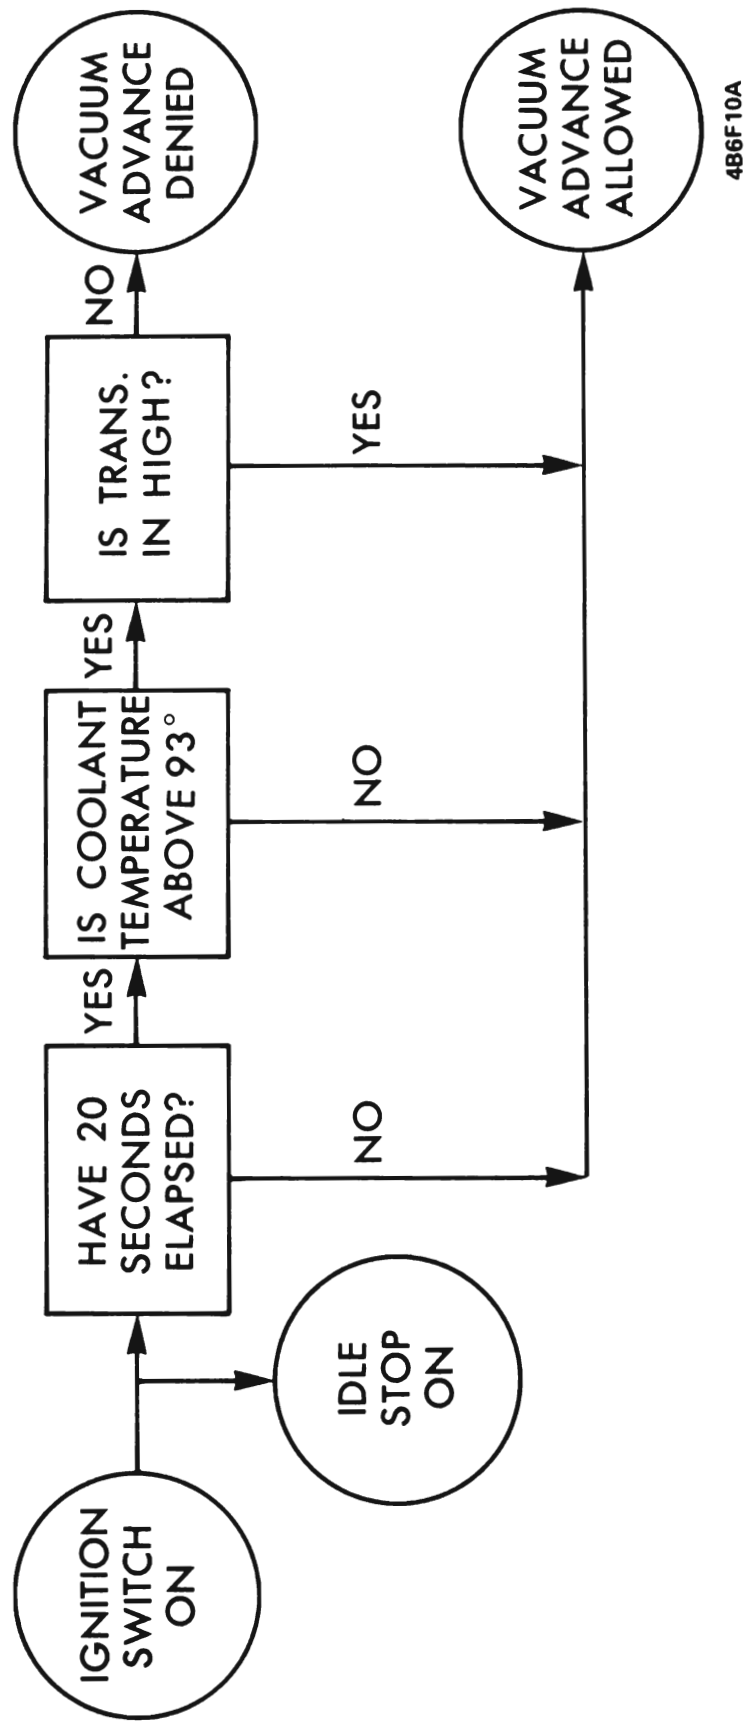 IGNITION
SWITCH
ON
IDLE
STOP
ON
HAVE 20
SECONDS
ELAPSED?
YES
NO
IS COOLANT
TEMPERATURE
ABOVE 93°
YES
NO
IS TRANS.
IN HIGH?
NO
YES
VACUUM
ADVANCE
DENIED
VACUUM
ADVANCE
ALLOWED
4B6F10A